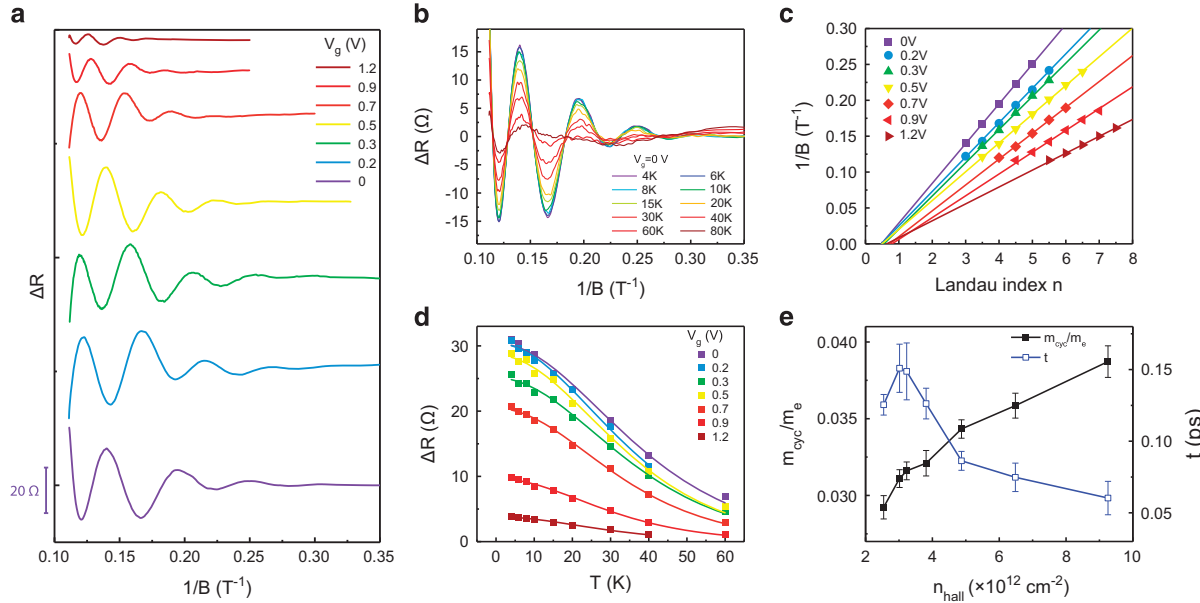 a
V_g (V)
1.2
0.9
0.7
0.5
0.3
0.2
0
ΔR
20 Ω
0.10 0.15 0.20 0.25 0.30 0.35
1/B (T⁻¹)
b
15
10
5
0
-5
-10
-15
ΔR (Ω)
V_g=0 V
4K 6K
8K 10K
15K 20K
30K 40K
60K 80K
0.10 0.15 0.20 0.25 0.30 0.35
1/B (T⁻¹)
c
0.30
0.25
0.20
0.15
0.10
0.05
0.00
1/B (T⁻¹)
0V
0.2V
0.3V
0.5V
0.7V
0.9V
1.2V
0 1 2 3 4 5 6 7 8
Landau index n
d
30
20
10
0
ΔR (Ω)
V_g (V)
0
0.2
0.3
0.5
0.7
0.9
1.2
0 10 20 30 40 50 60
T (K)
e
0.040
0.035
0.030
m_cyc/m_e
m_cyc/m_e
t
0.15
0.10
0.05
t (ps)
2 4 6 8 10
n_hall (×10¹² cm⁻²)